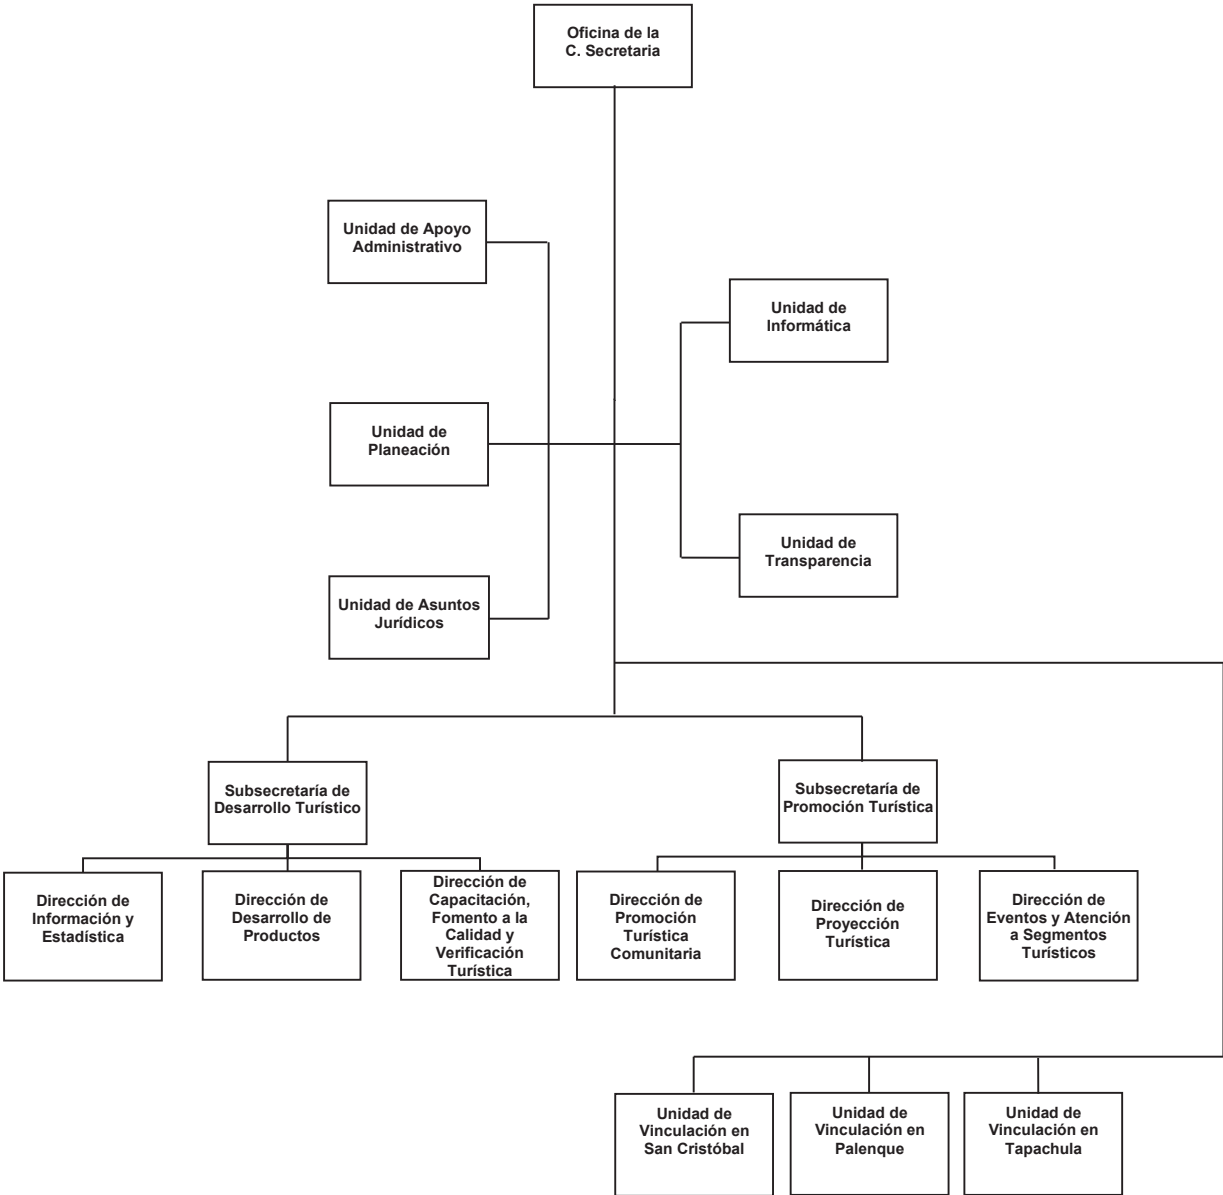 Oficina de la
C. Secretaria
Unidad de Apoyo
Administrativo
Unidad de
Informática
Unidad de
Planeación
Unidad de
Transparencia
Unidad de Asuntos
Jurídicos
Subsecretaría de
Desarrollo Turístico
Subsecretaría de
Promoción Turística
Dirección de
Información y
Estadística
Dirección de
Desarrollo de
Productos
Dirección de
Capacitación,
Fomento a la
Calidad y
Verificación
Turística
Dirección de
Promoción
Turística
Comunitaria
Dirección de
Proyección
Turística
Dirección de
Eventos y Atención
a Segmentos
Turísticos
Unidad de
Vinculación en
San Cristóbal
Unidad de
Vinculación en
Palenque
Unidad de
Vinculación en
Tapachula